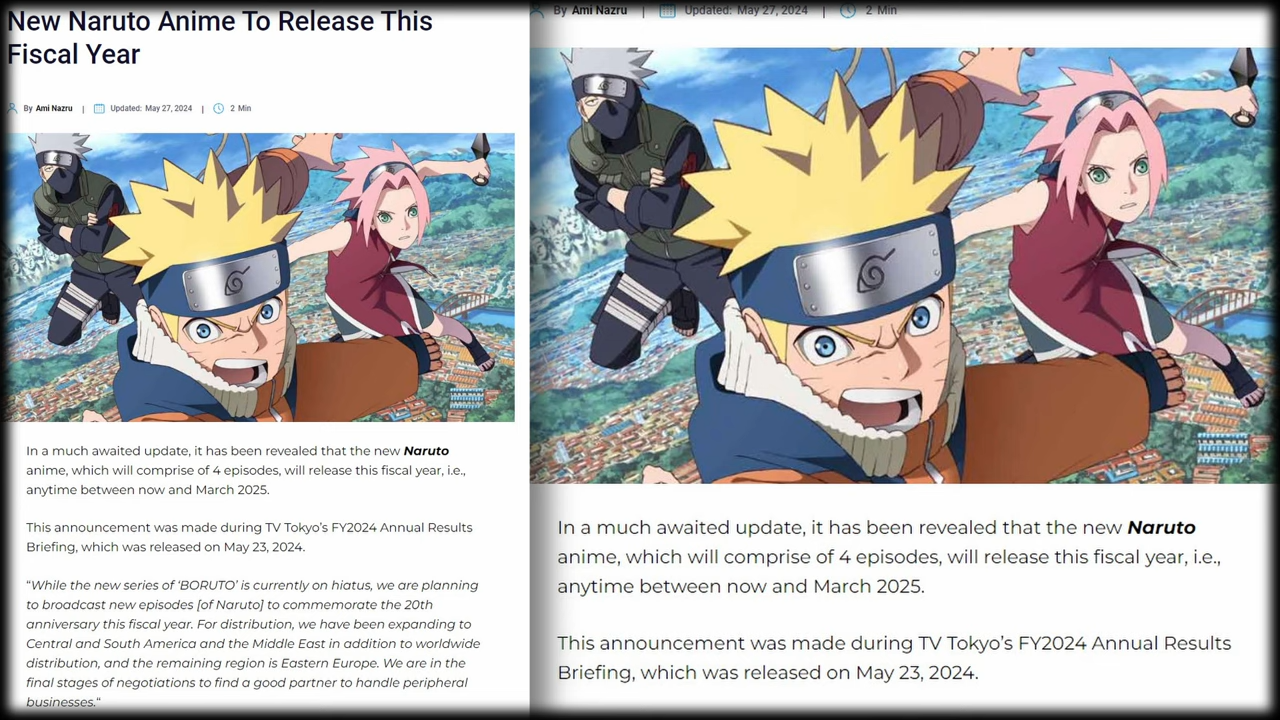 New Naruto Anime To Release This
Fiscal Year
By Ami Nazru | Updated: May 27, 2024 | 2 Min
In a much awaited update, it has been revealed that the new Naruto
anime, which will comprise of 4 episodes, will release this fiscal year, i.e.,
anytime between now and March 2025.
This announcement was made during TV Tokyo’s FY2024 Annual Results
Briefing, which was released on May 23, 2024.
“While the new series of ‘BORUTO’ is currently on hiatus, we are planning
to broadcast new episodes [of Naruto] to commemorate the 20th
anniversary this fiscal year. For distribution, we have been expanding to
Central and South America and the Middle East in addition to worldwide
distribution, and the remaining region is Eastern Europe. We are in the
final stages of negotiations to find a good partner to handle peripheral
businesses.“
By Ami Nazru | Updated: May 27, 2024 | 2 Min
In a much awaited update, it has been revealed that the new Naruto
anime, which will comprise of 4 episodes, will release this fiscal year, i.e.,
anytime between now and March 2025.
This announcement was made during TV Tokyo’s FY2024 Annual Results
Briefing, which was released on May 23, 2024.